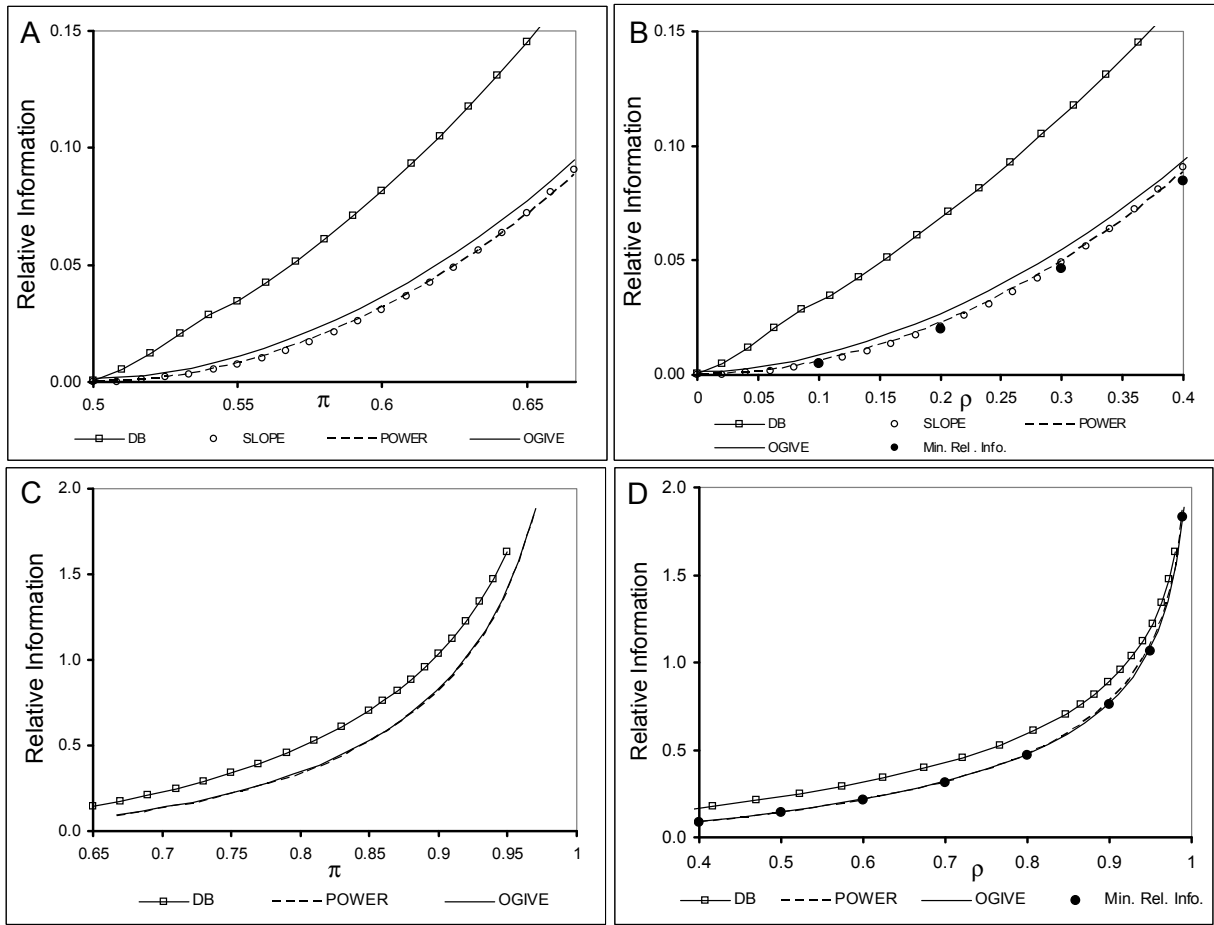 A
Relative Information
0.15
0.10
0.05
0.00
0.5 0.55 0.6 0.65
π
DB SLOPE POWER OGIVE
B
Relative Information
0.15
0.10
0.05
0.00
0 0.05 0.1 0.15 0.2 0.25 0.3 0.35 0.4
ρ
DB SLOPE POWER
OGIVE Min. Rel . Info.
C
Relative Information
2.0
1.5
1.0
0.5
0.0
0.65 0.7 0.75 0.8 0.85 0.9 0.95 1
π
DB POWER OGIVE
D
Relative Information
2.0
1.5
1.0
0.5
0.0
0.4 0.5 0.6 0.7 0.8 0.9 1
ρ
DB POWER OGIVE Min. Rel. Info.